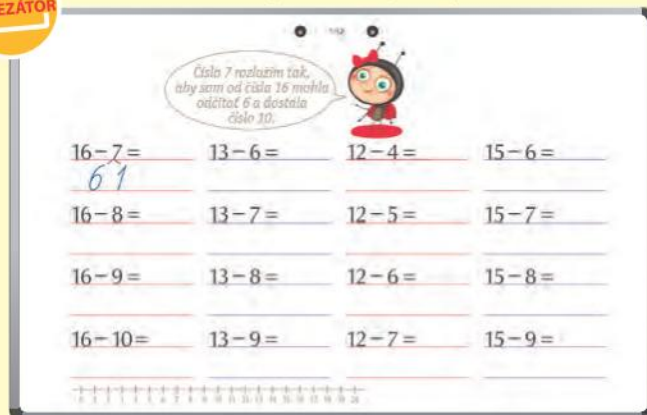 EZÁTOR
Číslo 7 rozložím tak,
aby som od čísla 16 mohla
odčítať 6 a dostala
číslo 10.
16-7= 13-6= 12-4= 15-6=
6 1
16-8= 13-7= 12-5= 15-7=
16-9= 13-8= 12-6= 15-8=
16-10= 13-9= 12-7= 15-9=